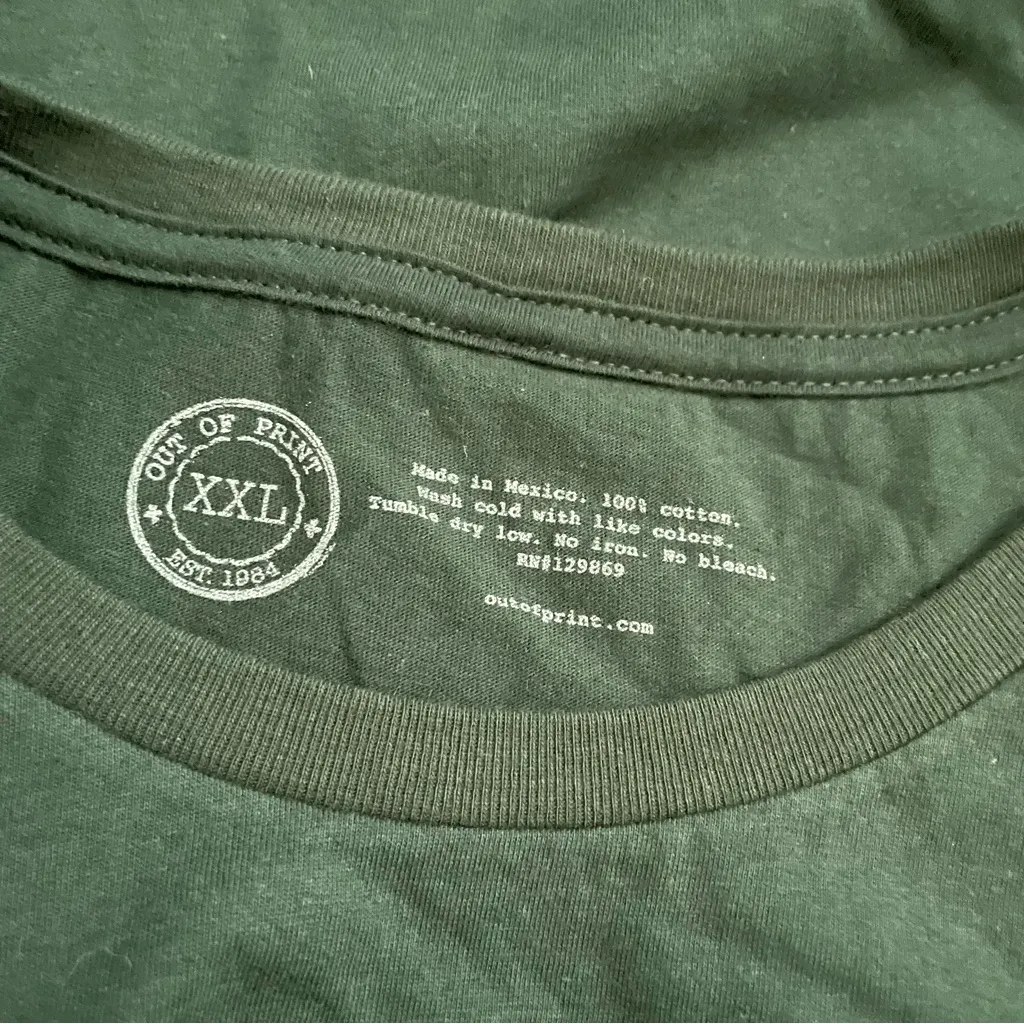 OUT OF PRINT
XXL
EST. 1984
Made in Mexico. 100% cotton.
Wash cold with like colors.
Tumble dry low. No iron. No bleach.
RN#129869
outofprint.com